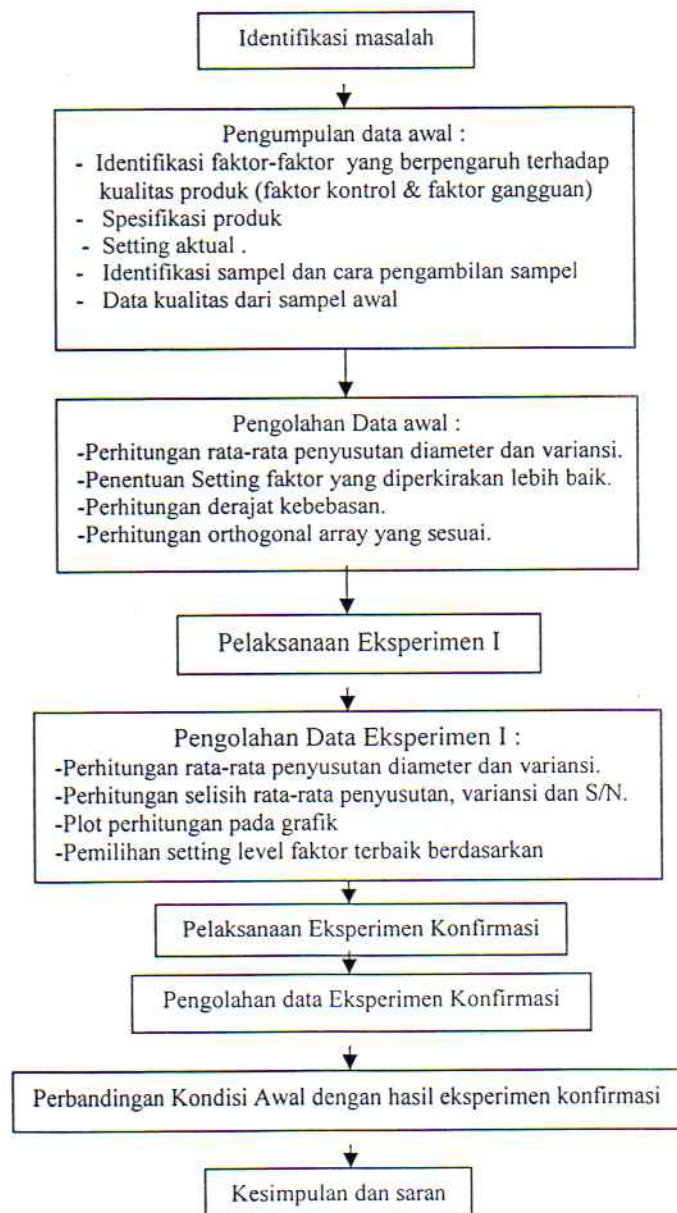 Identifikasi masalah
Pengumpulan data awal :
- Identifikasi faktor-faktor yang berpengaruh terhadap
kualitas produk (faktor kontrol & faktor gangguan)
- Spesifikasi produk
- Setting aktual .
- Identifikasi sampel dan cara pengambilan sampel
- Data kualitas dari sampel awal
Pengolahan Data awal :
-Perhitungan rata-rata penyusutan diameter dan variansi.
-Penentuan Setting faktor yang diperkirakan lebih baik.
-Perhitungan derajat kebebasan.
-Perhitungan orthogonal array yang sesuai.
Pelaksanaan Eksperimen I
Pengolahan Data Eksperimen I :
-Perhitungan rata-rata penyusutan diameter dan variansi.
-Perhitungan selisih rata-rata penyusutan, variansi dan S/N.
-Plot perhitungan pada grafik
-Pemilihan setting level faktor terbaik berdasarkan
Pelaksanaan Eksperimen Konfirmasi
Pengolahan data Eksperimen Konfirmasi
Perbandingan Kondisi Awal dengan hasil eksperimen konfirmasi
Kesimpulan dan saran